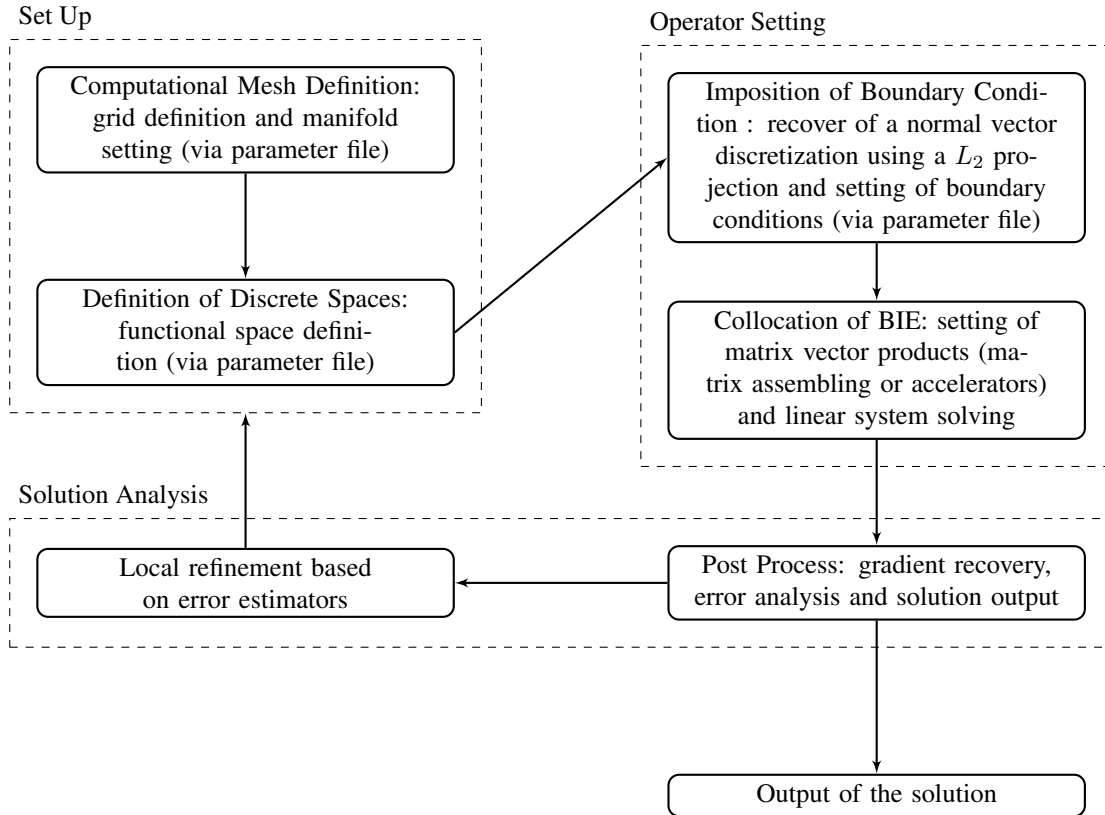 Set Up
Computational Mesh Definition:
grid definition and manifold
setting (via parameter file)
Definition of Discrete Spaces:
functional space defini-
tion (via parameter file)
Operator Setting
Imposition of Boundary Condi-
tion : recover of a normal vector
discretization using a L₂ pro-
jection and setting of boundary
conditions (via parameter file)
Collocation of BIE: setting of
matrix vector products (ma-
trix assembling or accelerators)
and linear system solving
Solution Analysis
Local refinement based
on error estimators
Post Process: gradient recovery,
error analysis and solution output
Output of the solution